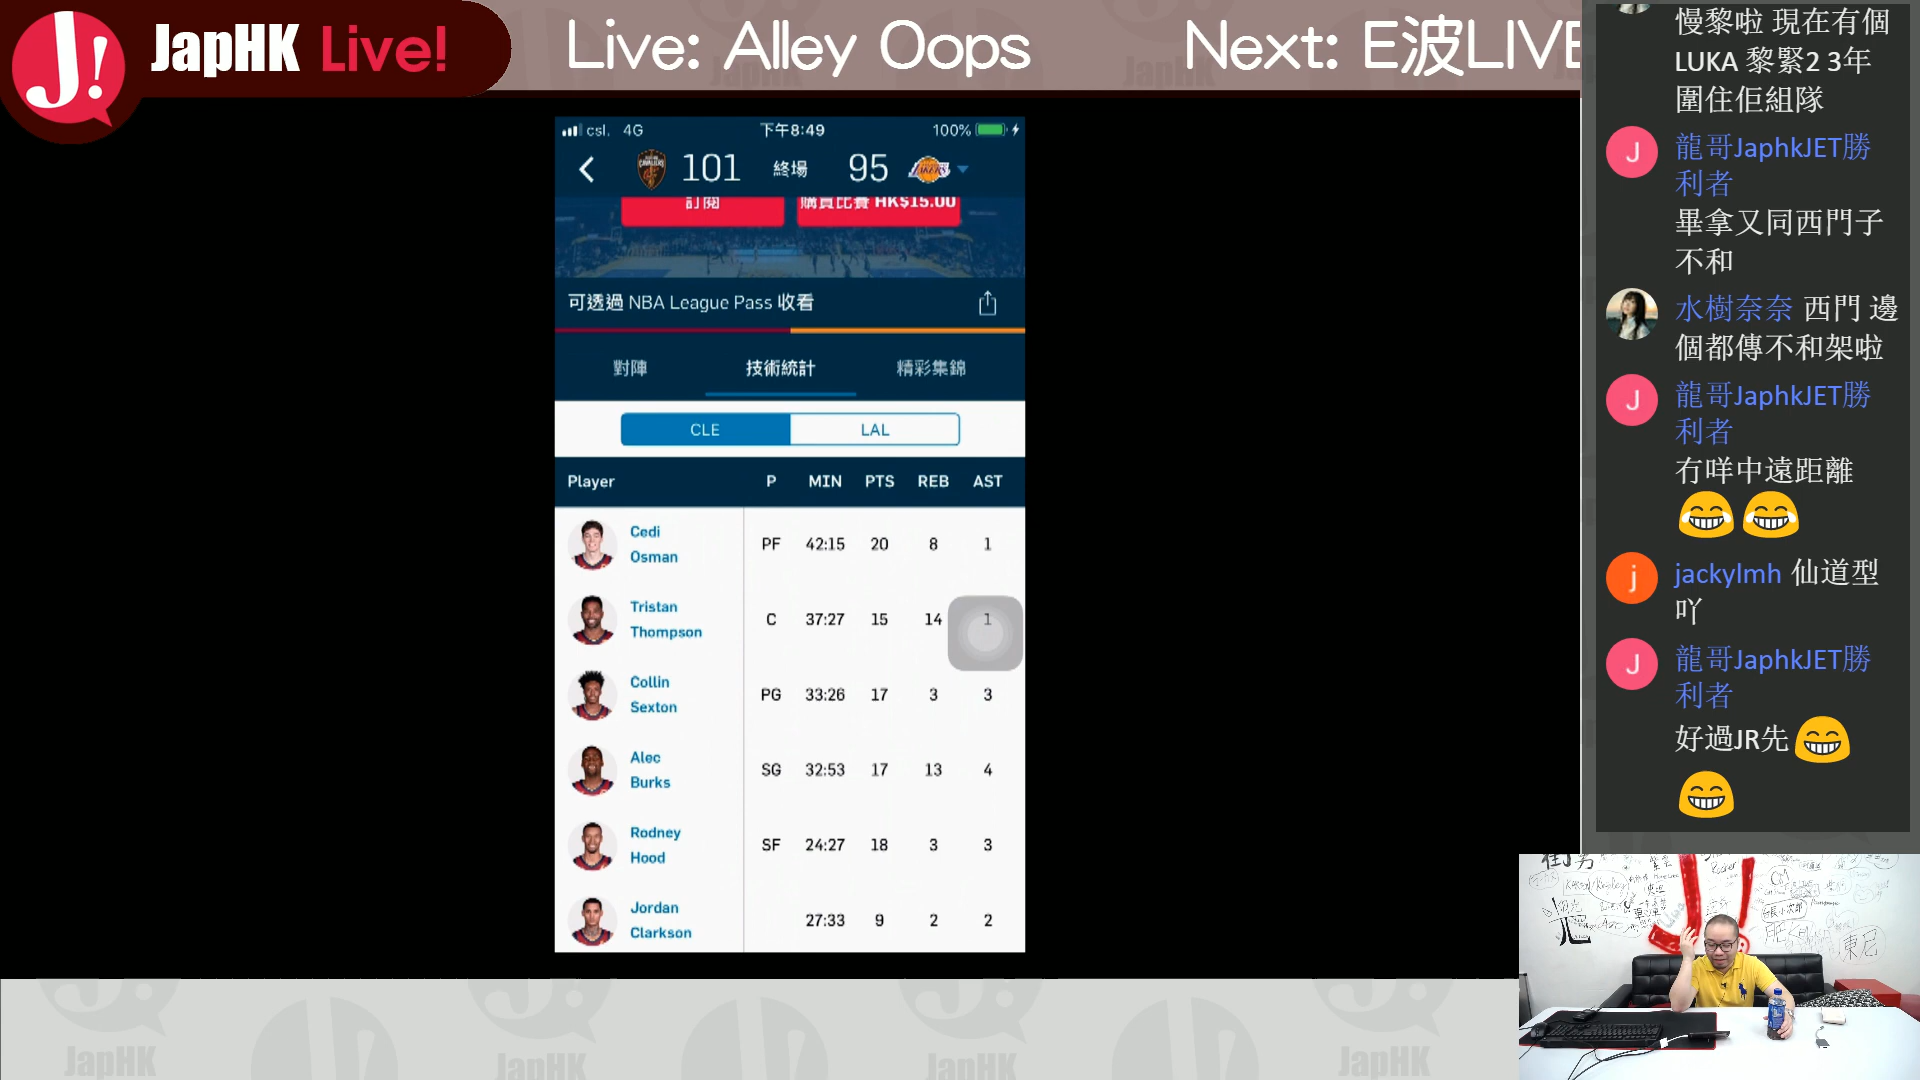 J! JapHK Live!
Live: Alley Oops
Next: E波LIVE
csl. 4G
下午8:49
100%
101 終場 95
訂閱
購買比賽 HK$15.00
可透過 NBA League Pass 收看
對陣 技術統計 精彩集錦
CLE LAL
Player P MIN PTS REB AST
Cedi
Osman
PF 42:15 20 8 1
Tristan
Thompson
C 37:27 15 14 1
Collin
Sexton
PG 33:26 17 3 3
Alec
Burks
SG 32:53 17 13 4
Rodney
Hood
SF 24:27 18 3 3
Jordan
Clarkson
27:33 9 2 2
慢黎啦 現在有個
LUKA 黎緊2 3年
圍住佢組隊
J
龍哥JaphkJET勝
利者
畢拿又同西門子
不和
水樹奈奈 西門 邊
個都傳不和架啦
J
龍哥JaphkJET勝
利者
冇咩中遠距離
😂😂
j
jackylmh 仙道型
吖
J
龍哥JaphkJET勝
利者
好過JR先😁
😁
JapHK
JapHK
JapHK
JapHK
東尼